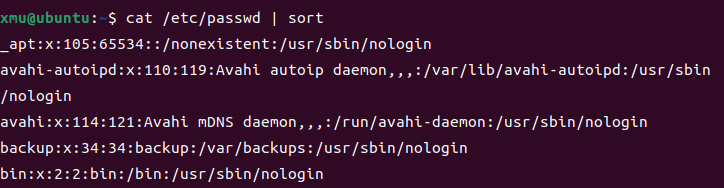 xmu@ubuntu:~$ cat /etc/passwd | sort
_apt:x:105:65534::/nonexistent:/usr/sbin/nologin
avahi-autoipd:x:110:119:Avahi autoip daemon,,,:/var/lib/avahi-autoipd:/usr/sbin
/nologin
avahi:x:114:121:Avahi mDNS daemon,,,:/run/avahi-daemon:/usr/sbin/nologin
backup:x:34:34:backup:/var/backups:/usr/sbin/nologin
bin:x:2:2:bin:/bin:/usr/sbin/nologin